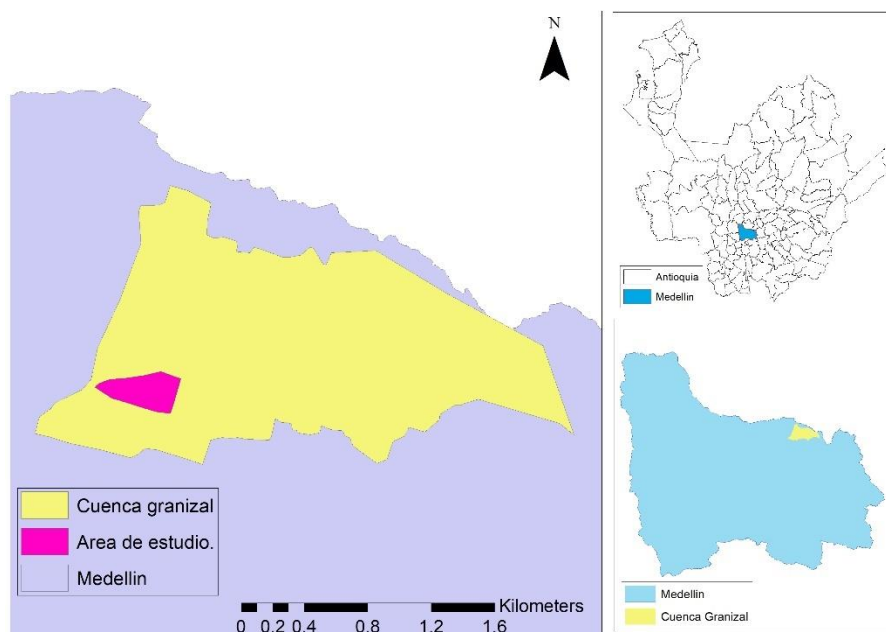 N
Cuenca granizal
Area de estudio.
Medellin
Kilometers
0 0.2 0.4 0.8 1.2 1.6
Antioquia
Medellin
Medellin
Cuenca Granizal